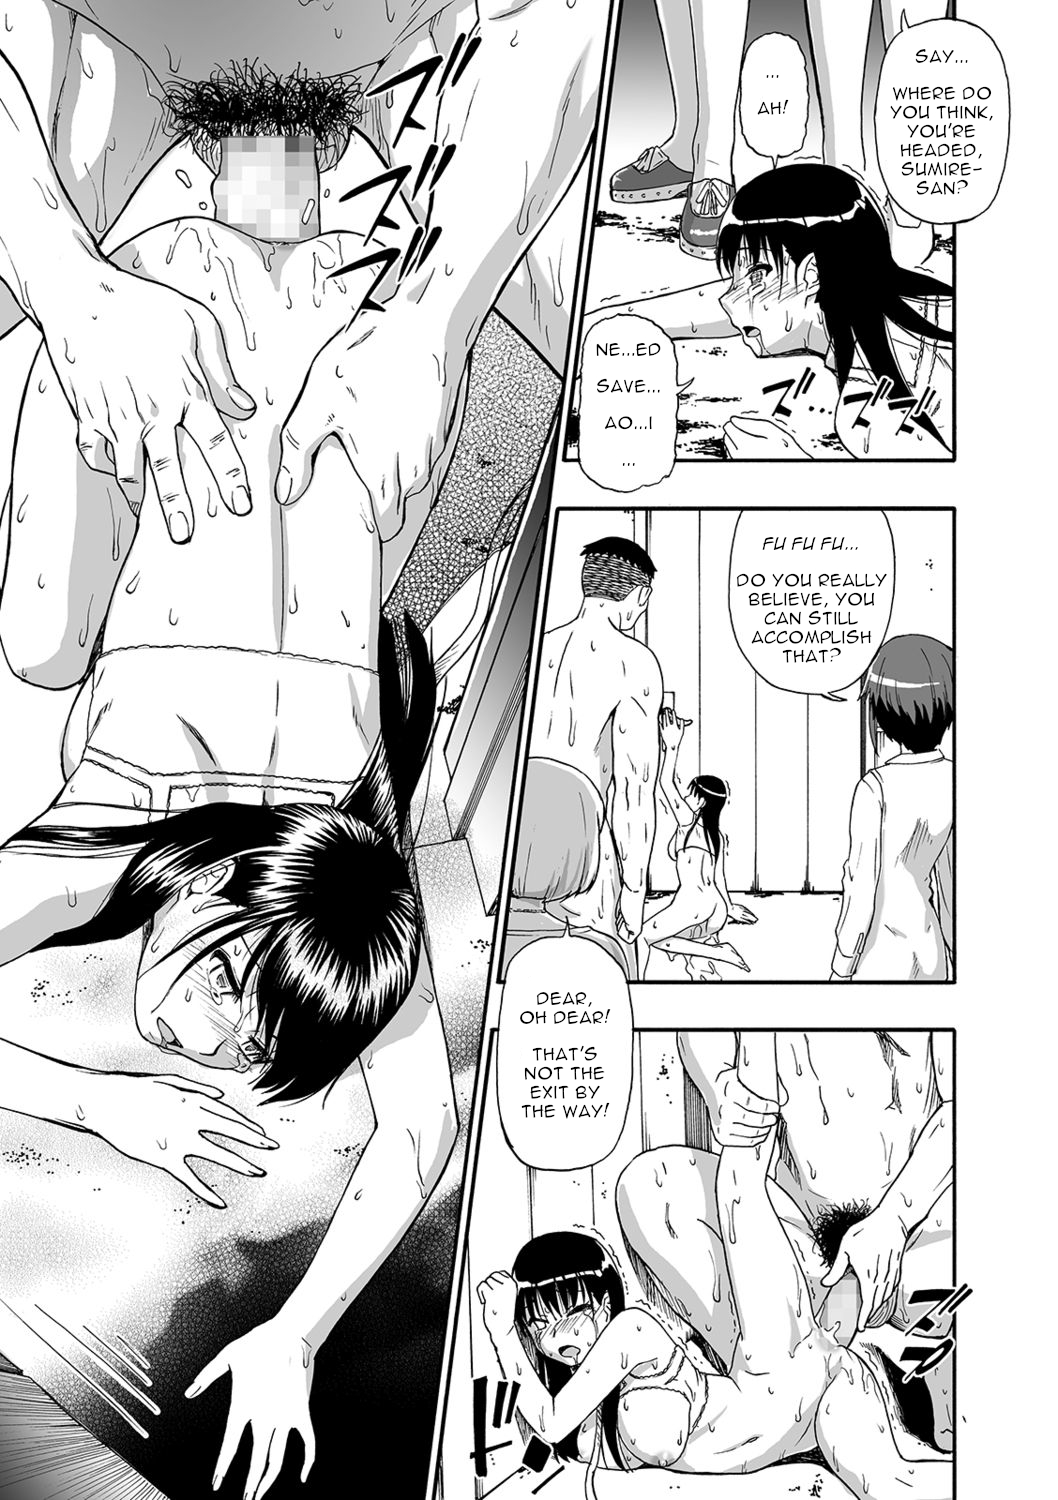 SAY...
WHERE DO
YOU THINK,
YOU'RE
HEADED,
SUMIRE-
SAN?
...
AH!
NE...ED
SAVE...
AO...I
...
FU FU FU...
DO YOU REALLY
BELIEVE, YOU
CAN STILL
ACCOMPLISH
THAT?
DEAR,
OH DEAR!
THAT'S
NOT THE
EXIT BY
THE WAY!